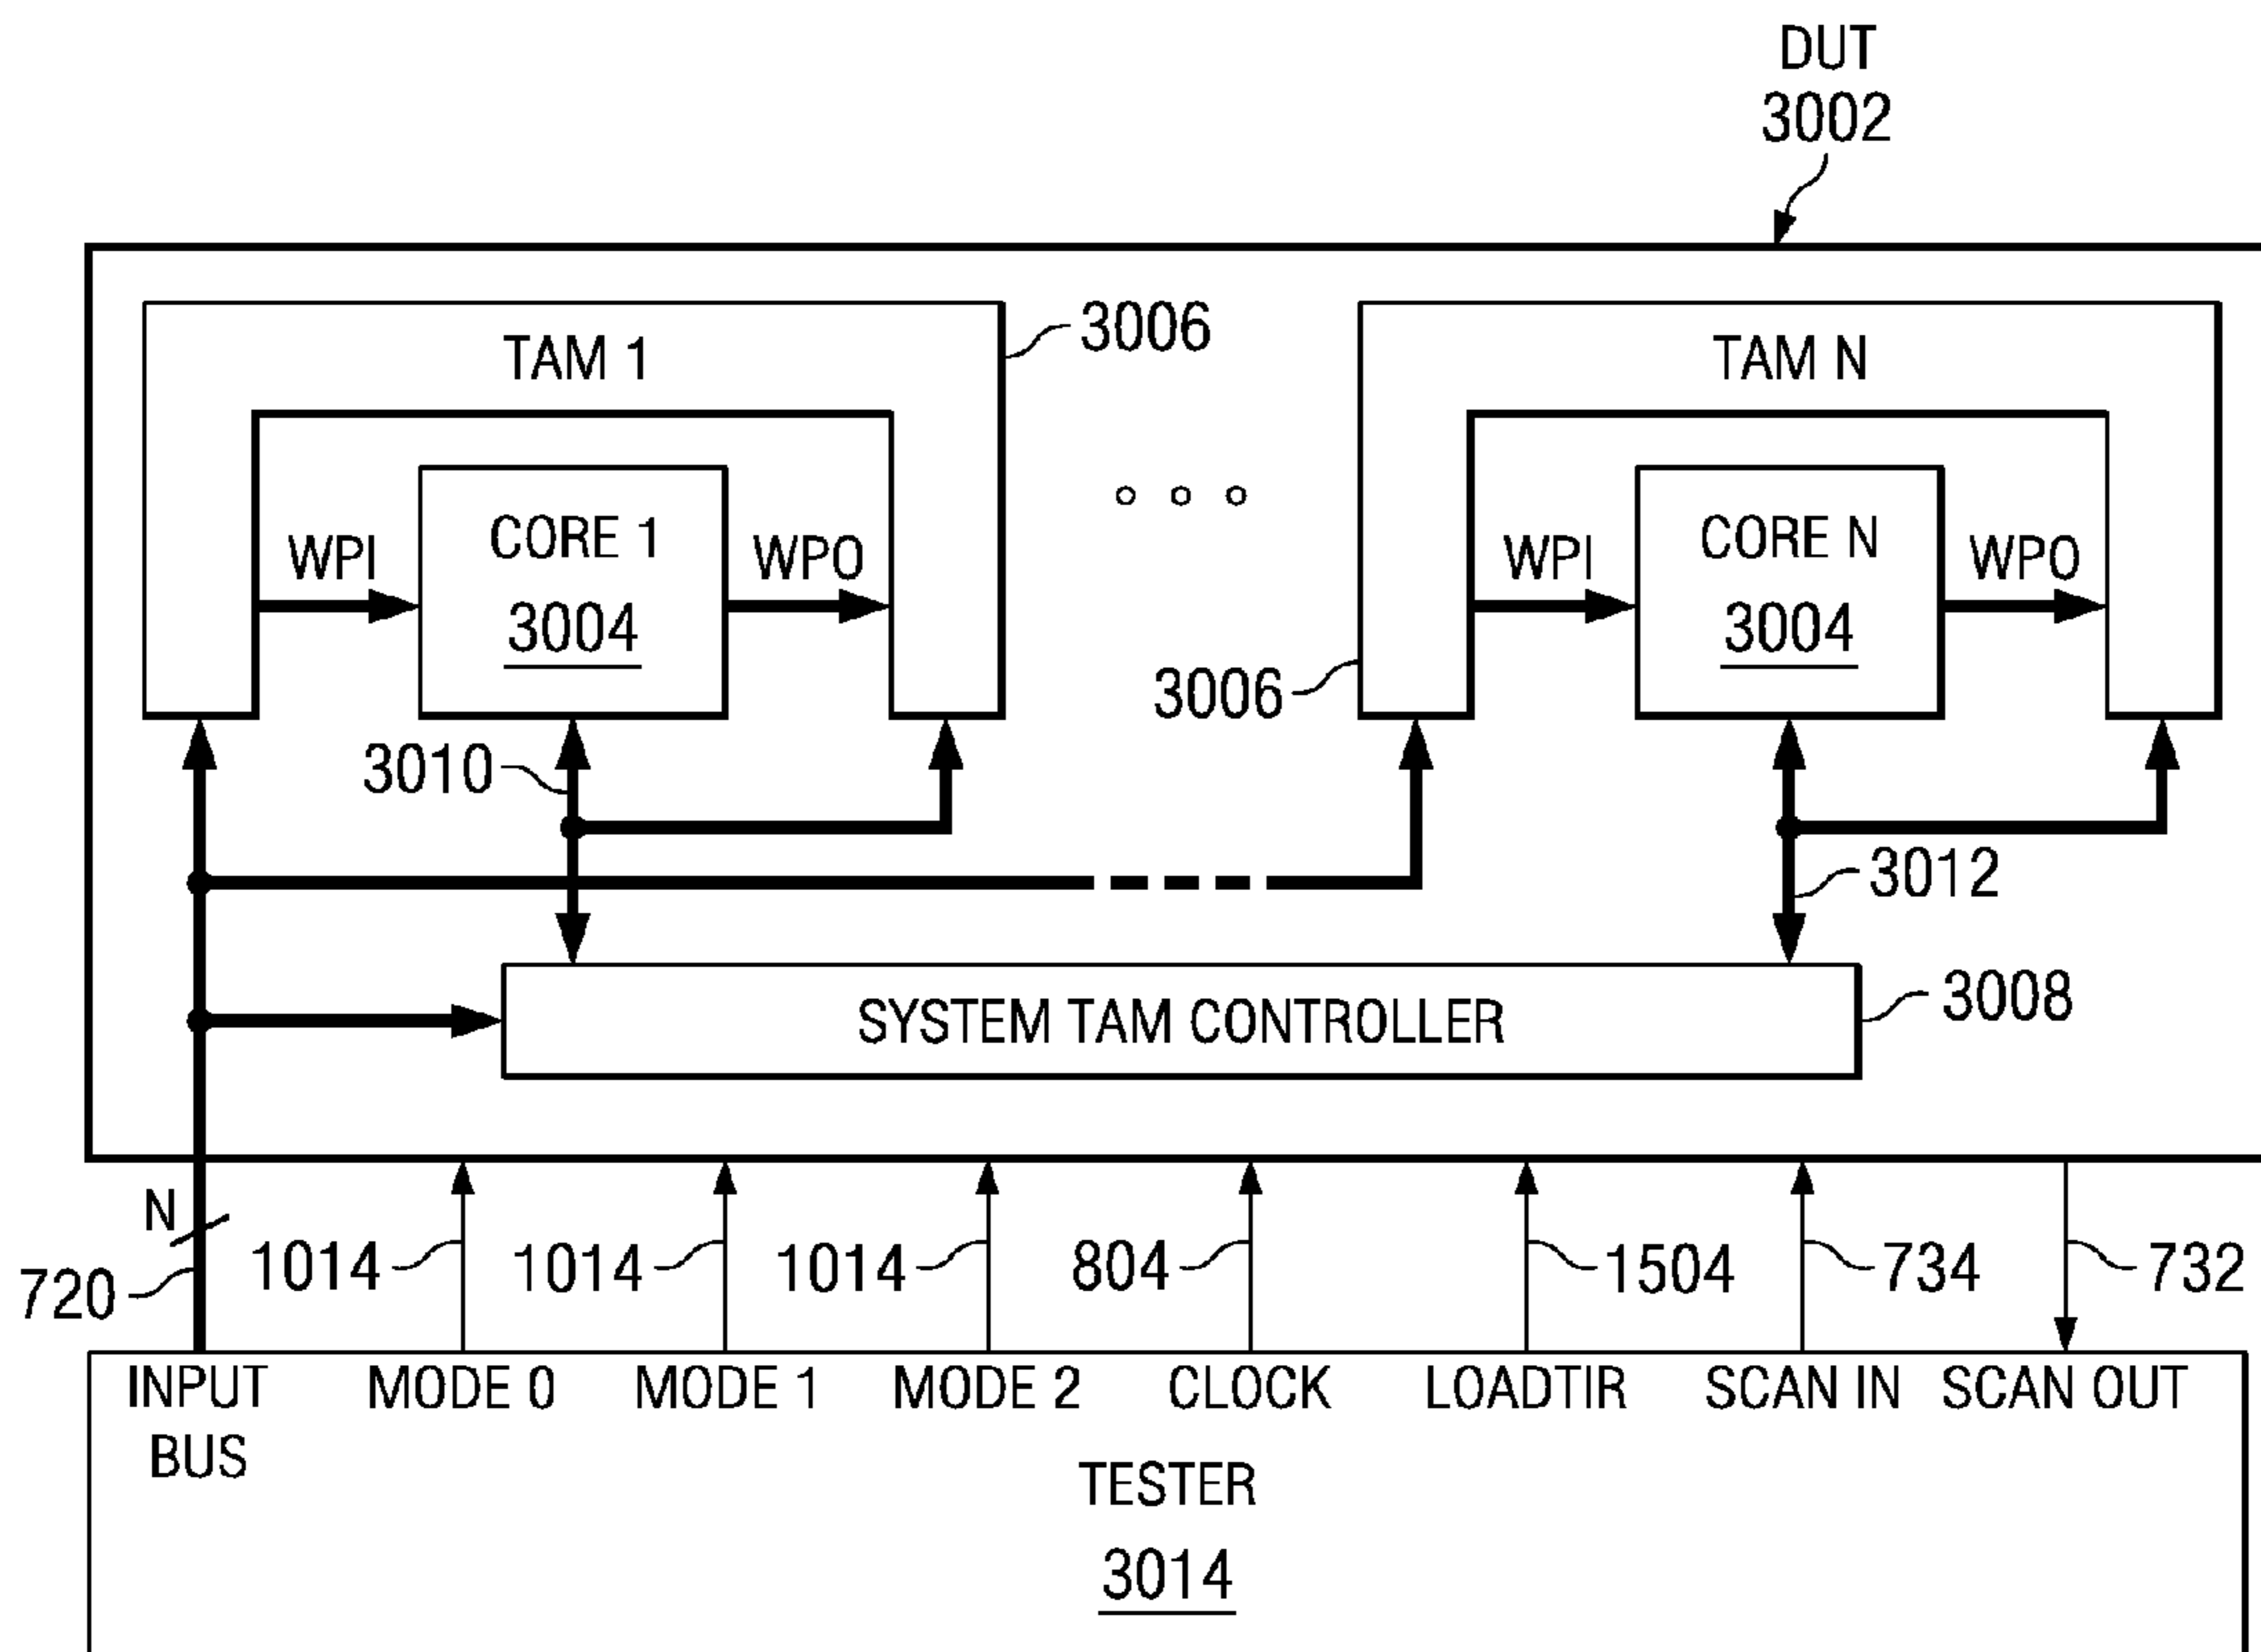 DUT
3002
TAM 1
3006
TAM N
WPI
CORE 1
3004
WPO
3006
WPI
CORE N
3004
WPO
3010
3012
SYSTEM TAM CONTROLLER
3008
N
720
1014
1014
1014
804
1504
734
732
INPUT
BUS
MODE 0
MODE 1
MODE 2
CLOCK
LOADTIR
SCAN IN
SCAN OUT
TESTER
3014